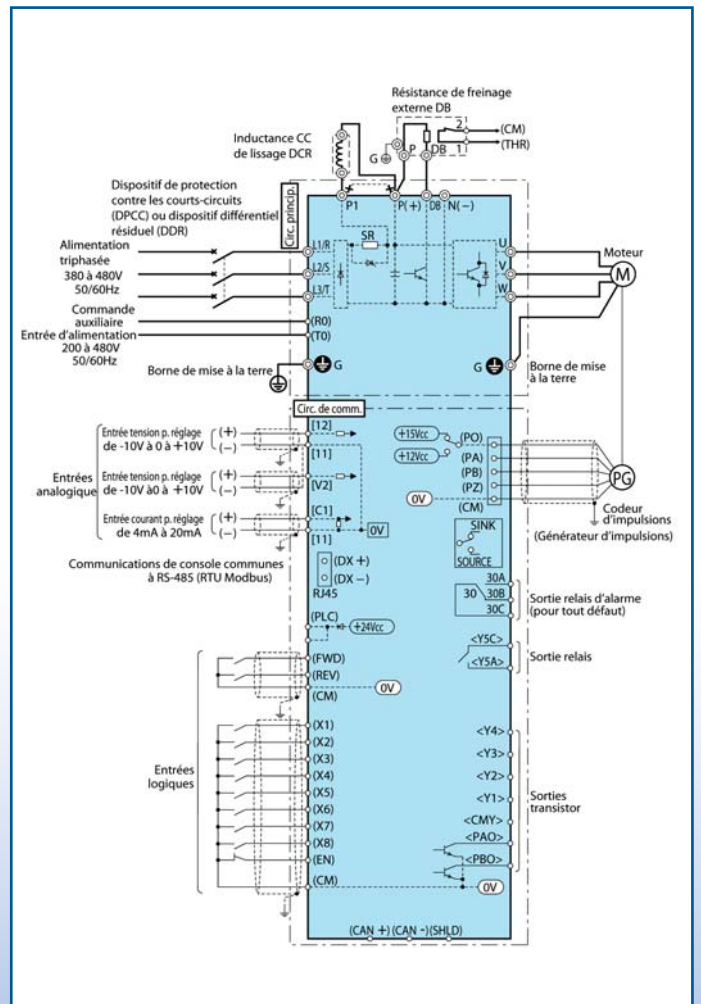 Résistance de freinage
externe DB
2
(CM)
(THR)
1
Inductance CC
de lissage DCR
G
P
DB
Dispositif de protection
contre les courts-circuits
(DPCC) ou dispositif différentiel
résiduel (DDR)
Circ. princip.
P1
P(+)
DB
N(-)
SR
Alimentation
triphasée
380 à 480V
50/60Hz
L1/R
L2/S
L3/T
U
V
W
Moteur
M
Commande
auxiliaire
Entrée d'alimentation
200 à 480V
50/60Hz
(R0)
(T0)
Borne de mise à la terre
G
G
Borne de mise
à la terre
Circ. de comm.
Entrées
analogique
Entrée tension p. réglage
de -10V à 0 à +10V
(+)
(-)
[12]
[11]
Entrée tension p. réglage
de -10V à0 à +10V
(+)
(-)
[V2]
Entrée courant p. réglage
de 4mA à 20mA
(+)
(-)
[C1]
[11]
0V
+15Vcc
+12Vcc
0V
(PO)
(PA)
(PB)
(PZ)
(CM)
PG
Codeur
d'impulsions
(Générateur d'impulsions)
SINK
SOURCE
Communications de console communes
à RS-485 (RTU Modbus)
(DX +)
(DX -)
RJ45
30
30A
30B
30C
Sortie relais d'alarme
(pour tout défaut)
(PLC)
+24Vcc
<Y5C>
<Y5A>
Sortie relais
(FWD)
(REV)
(CM)
0V
Entrées
logiques
(X1)
(X2)
(X3)
(X4)
(X5)
(X6)
(X7)
(X8)
(EN)
(CM)
<Y4>
<Y3>
<Y2>
<Y1>
<CMY>
<PAO>
<PBO>
0V
Sorties
transistor
(CAN +) (CAN -) (SHLD)